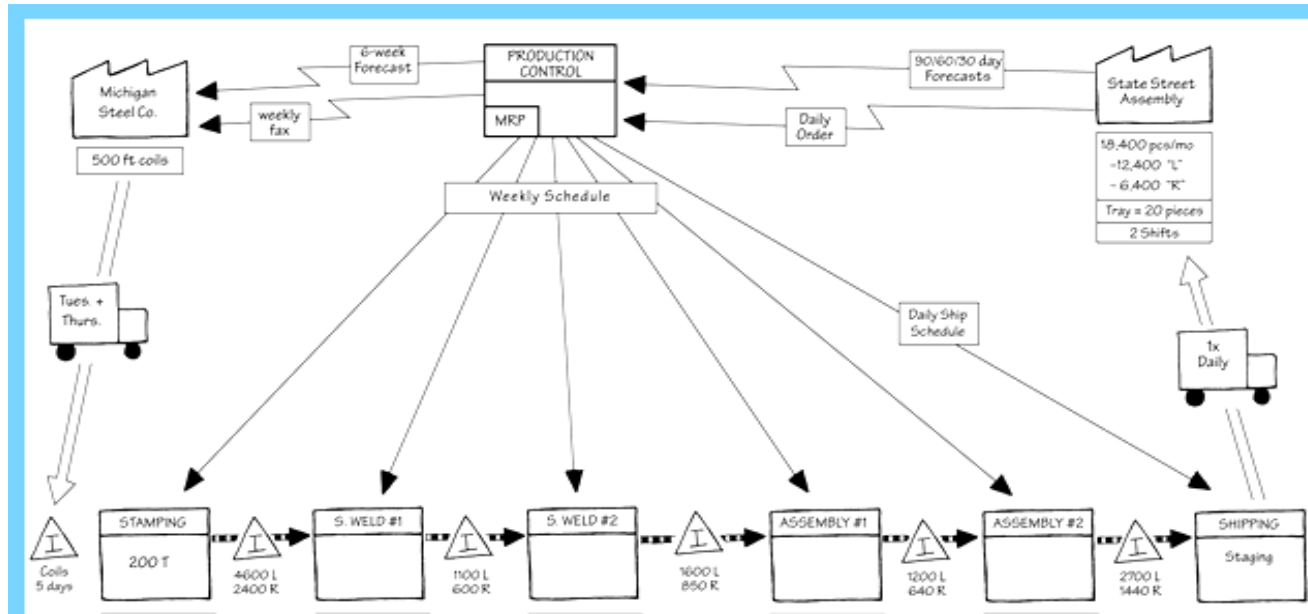 6-week
Forecast
PRODUCTION
CONTROL
90/60/30 day
Forecasts
Michigan
Steel Co.
State Street
Assembly
weekly
fax
MRP
Daily
Order
500 ft coils
18,400 pcs/mo
-12,400 "L"
- 6,400 "R"
Tray = 20 pieces
2 Shifts
Weekly Schedule
Tues. +
Thurs.
Daily Ship
Schedule
1x
Daily
STAMPING
S. WELD #1
S. WELD #2
ASSEMBLY #1
ASSEMBLY #2
SHIPPING
I
I
I
I
I
I
200 T
Staging
Coils
5 days
4600 L
2400 R
1100 L
600 R
1600 L
850 R
1200 L
640 R
2700 L
1440 R